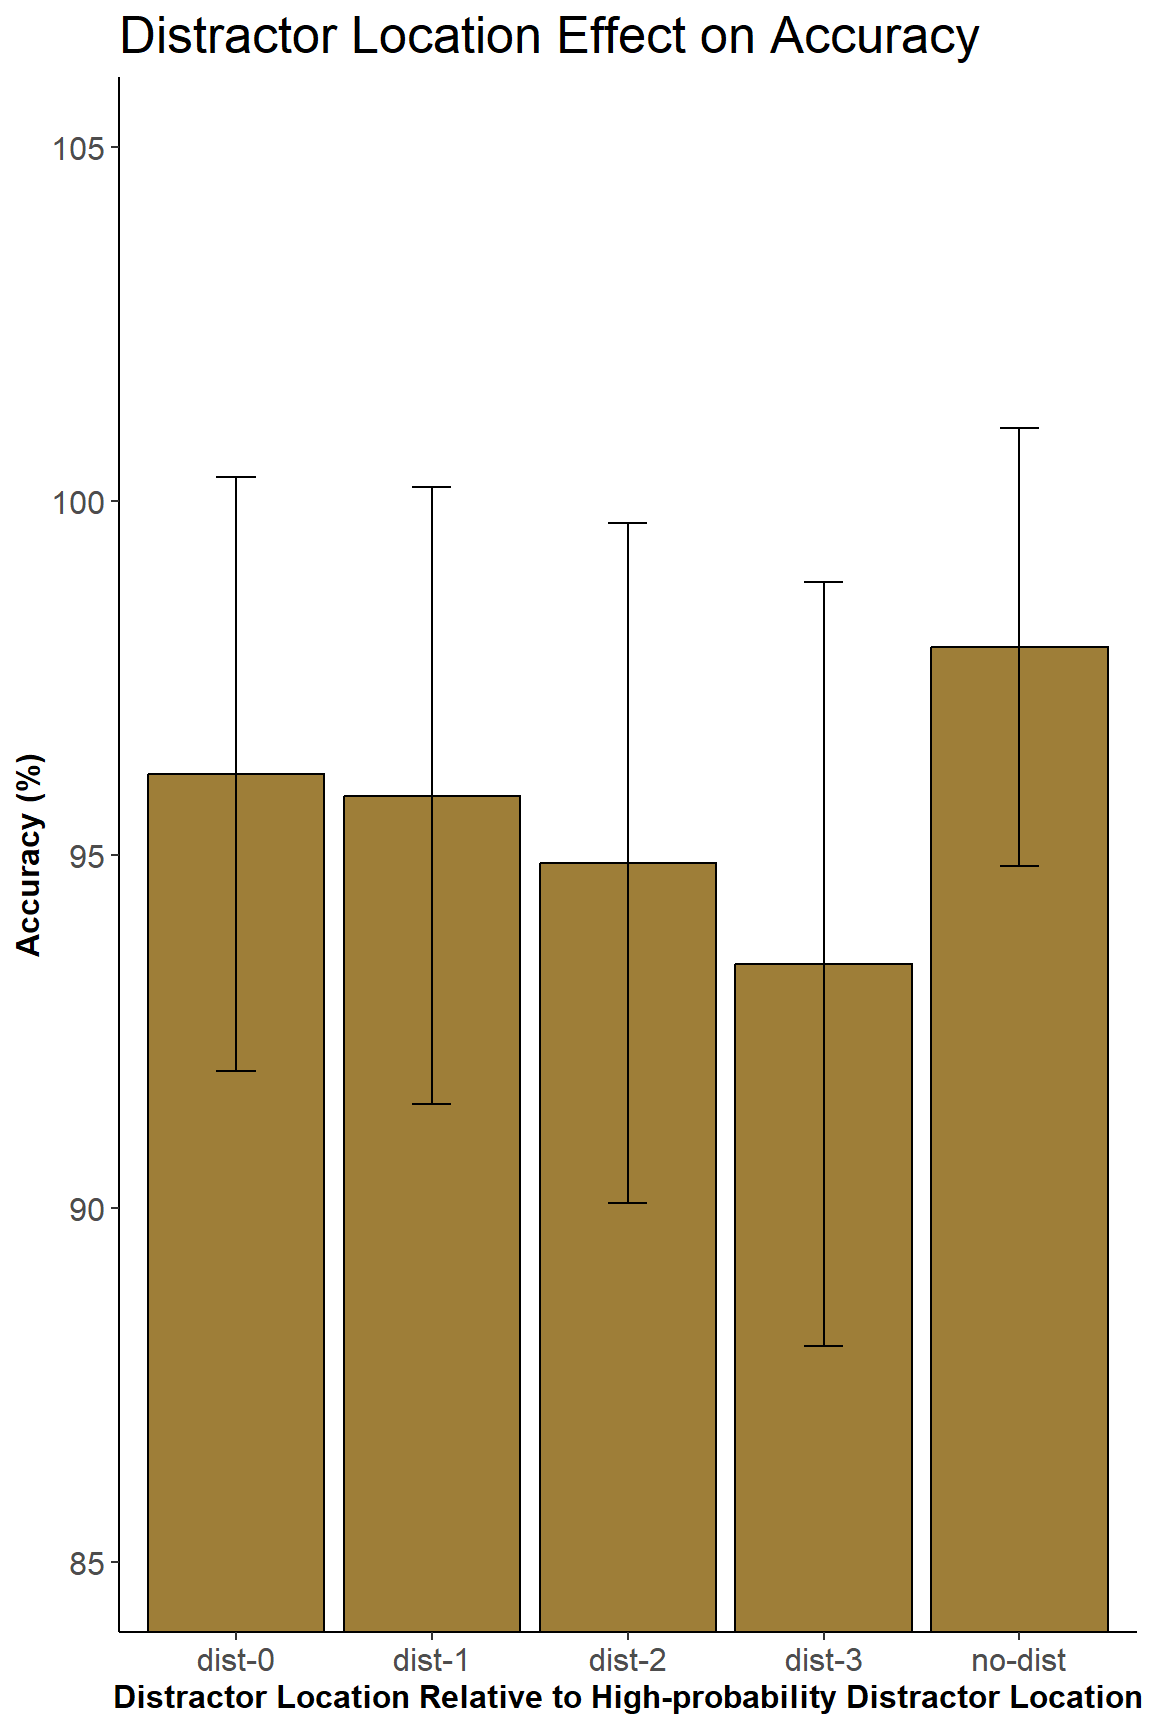 Distractor Location Effect on Accuracy
105
100
95
90
85
Accuracy (%)
dist-0 dist-1 dist-2 dist-3 no-dist
Distractor Location Relative to High-probability Distractor Location